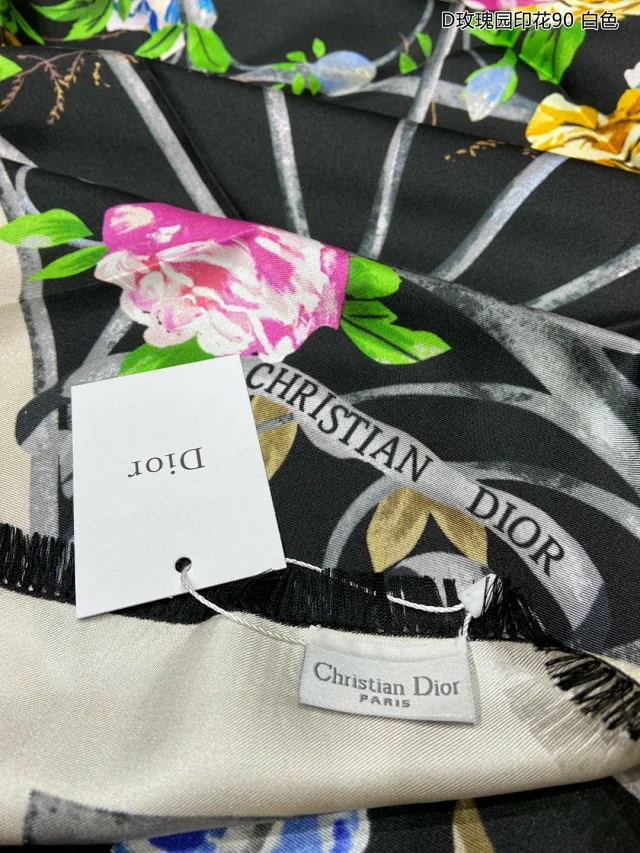 D玫瑰园印花90 白色
CHRISTIAN DIOR
Dior
Christian Dior
PARIS